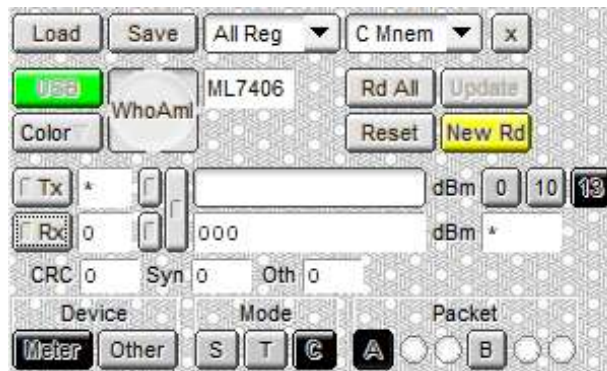 Load Save All Reg C Mnem x
USB WhoAmI ML7406 Rd All Update
Color Reset New Rd
Tx * dBm 0 10 13
Rx 0 000 dBm *
CRC 0 Syn 0 Oth 0
Device Mode Packet
Meter Other S T C A B